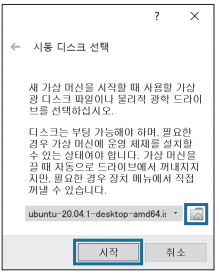 ?
×
← 시동 디스크 선택
새 가상 머신을 시작할 때 사용할 가상
광 디스크 파일이나 물리적 광학 드라이
브를 선택하십시오.
디스크는 부팅 가능해야 하며, 필요한
경우 가상 머신에 운영 체제를 설치할
수 있는 상태여야 합니다. 가상 머신을
끌 때 자동으로 드라이브에서 꺼내지지
지만, 필요한 경우 장치 메뉴에서 직접
꺼낼 수 있습니다.
ubuntu-20.04.1-desktop-amd64.is
시작
취소